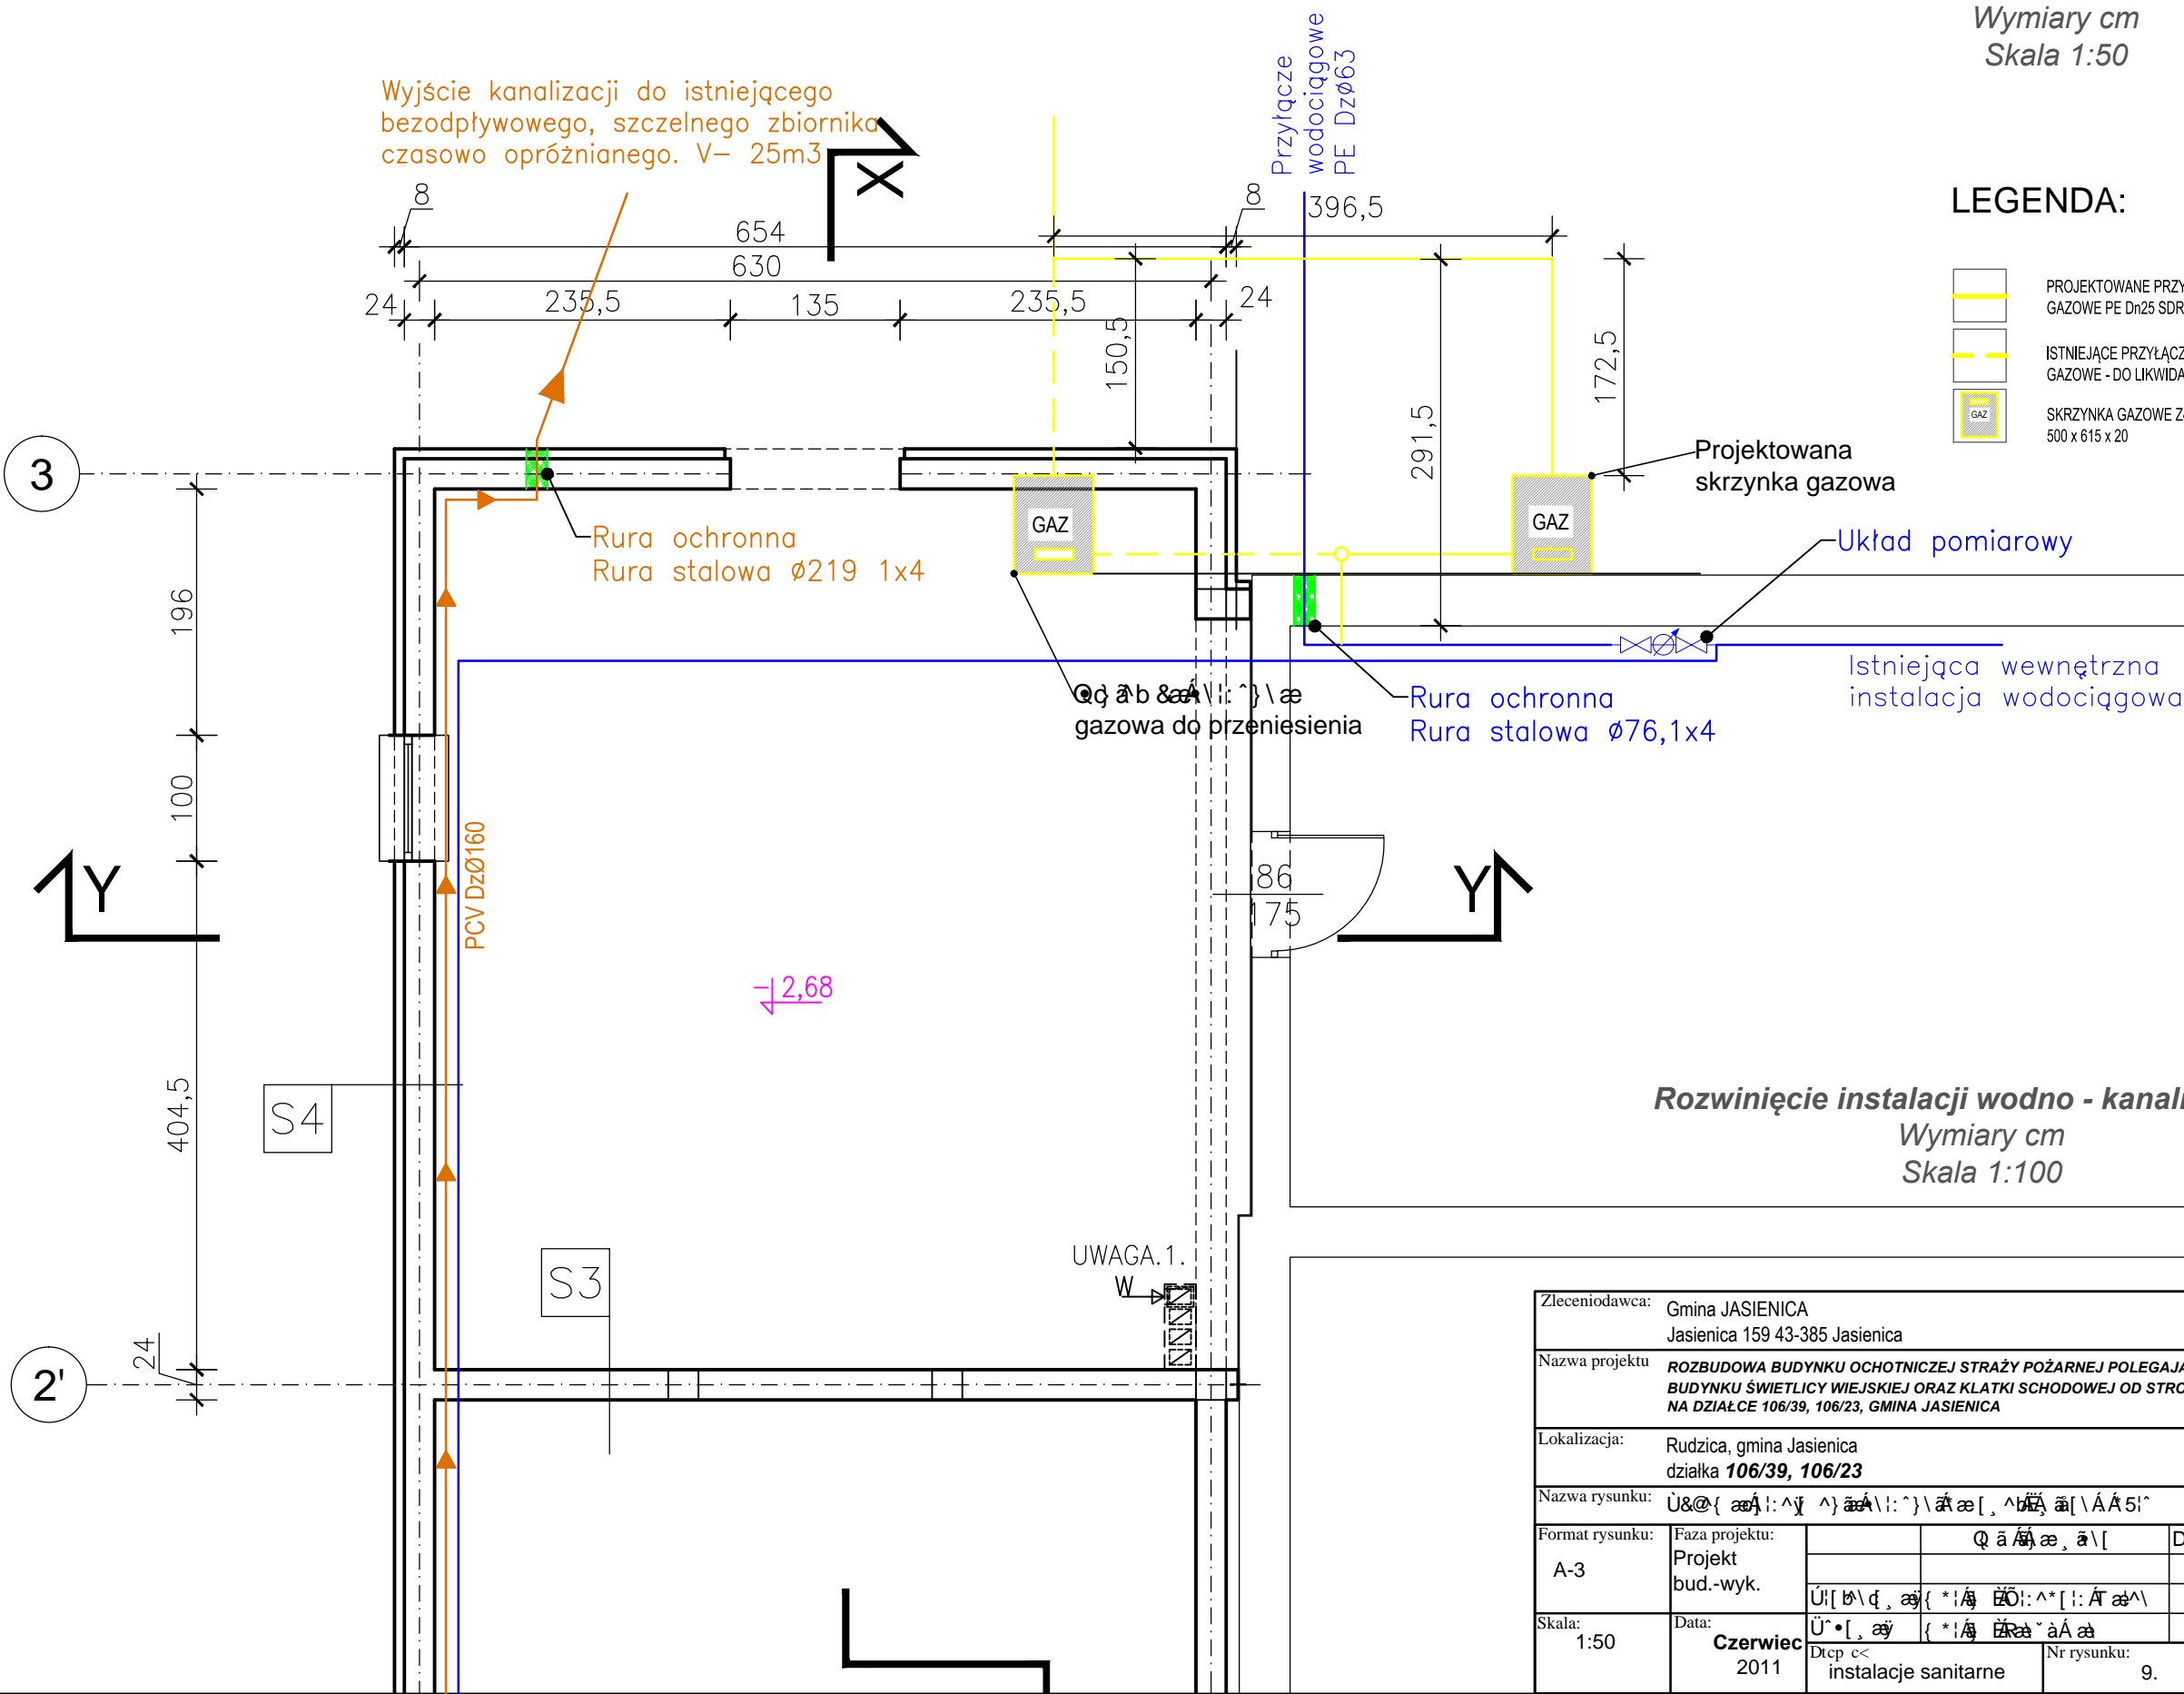 Wymiary cm
Skala 1:50
Wyjście kanalizacji do istniejącego
bezodpływowego, szczelnego zbiornika
czasowo opróżnianego. V- 25m3
X
Przyłącze
wodociągowe
PE DzØ63
LEGENDA:
PROJEKTOWANE PRZY
GAZOWE PE Dn25 SDR
ISTNIEJĄCE PRZYŁĄCZ
GAZOWE - DO LIKWIDA
GAZ
SKRZYNKA GAZOWE Z
500 x 615 x 20
8
654
8
396,5
630
24
235,5
135
235,5
24
150,5
291,5
172,5
3
Projektowana
skrzynka gazowa
GAZ
GAZ
Rura ochronna
Rura stalowa Ø219 1x4
Układ pomiarowy
196
gazowa do przeniesienia
Rura ochronna
Rura stalowa Ø76,1x4
Istniejąca wewnętrzna
instalacja wodociągowa
100
PCV DzØ160
Y
86
175
Y
-2,68
404,5
S4
Rozwinięcie instalacji wodno - kanali
Wymiary cm
Skala 1:100
S3
UWAGA.1.
W
24
2'
Zleceniodawca:
Gmina JASIENICA
Jasienica 159 43-385 Jasienica
Nazwa projektu
ROZBUDOWA BUDYNKU OCHOTNICZEJ STRAŻY POŻARNEJ POLEGAJĄ
BUDYNKU ŚWIETLICY WIEJSKIEJ ORAZ KLATKI SCHODOWEJ OD STRO
NA DZIAŁCE 106/39, 106/23, GMINA JASIENICA
Lokalizacja:
Rudzica, gmina Jasienica
działka 106/39, 106/23
Nazwa rysunku:
Format rysunku:
A-3
Faza projektu:
Projekt
bud.-wyk.
D
Skala:
1:50
Data:
Czerwiec
2011
instalacje sanitarne
Nr rysunku:
9.